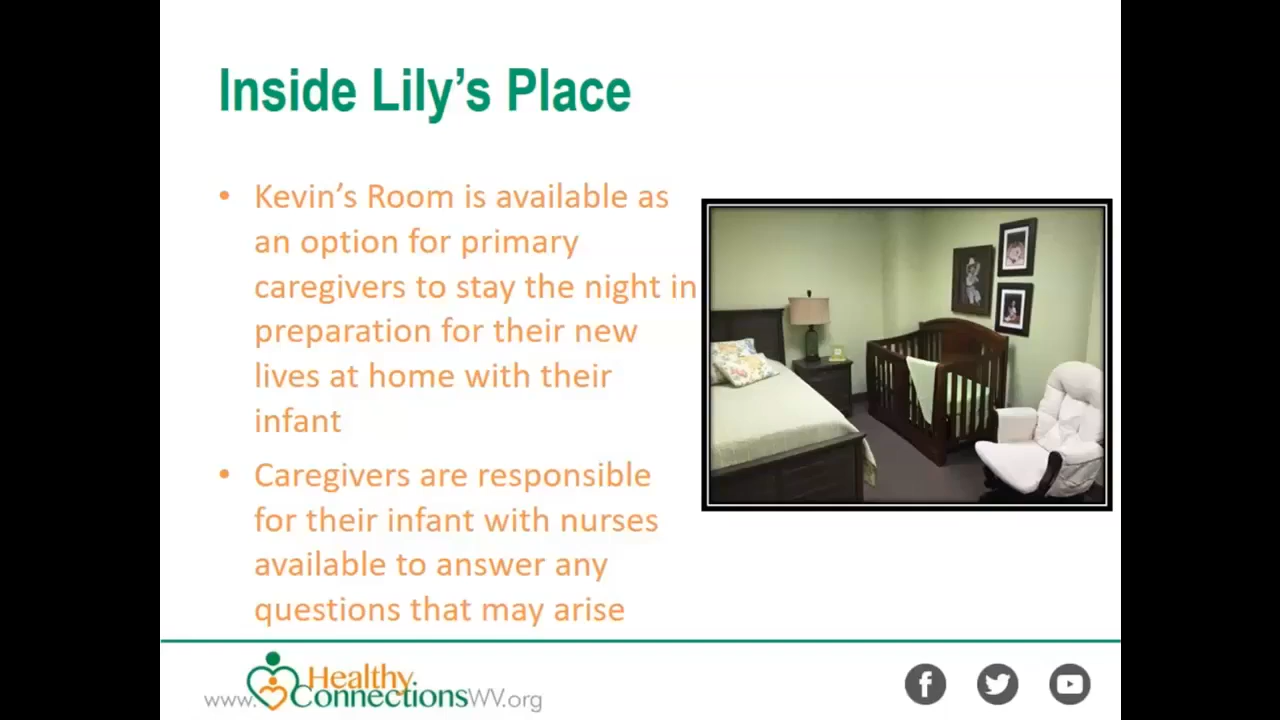 Inside Lily’s Place
• Kevin’s Room is available as
an option for primary
caregivers to stay the night in
preparation for their new
lives at home with their
infant
• Caregivers are responsible
for their infant with nurses
available to answer any
questions that may arise
www.Healthy
ConnectionsWV.org